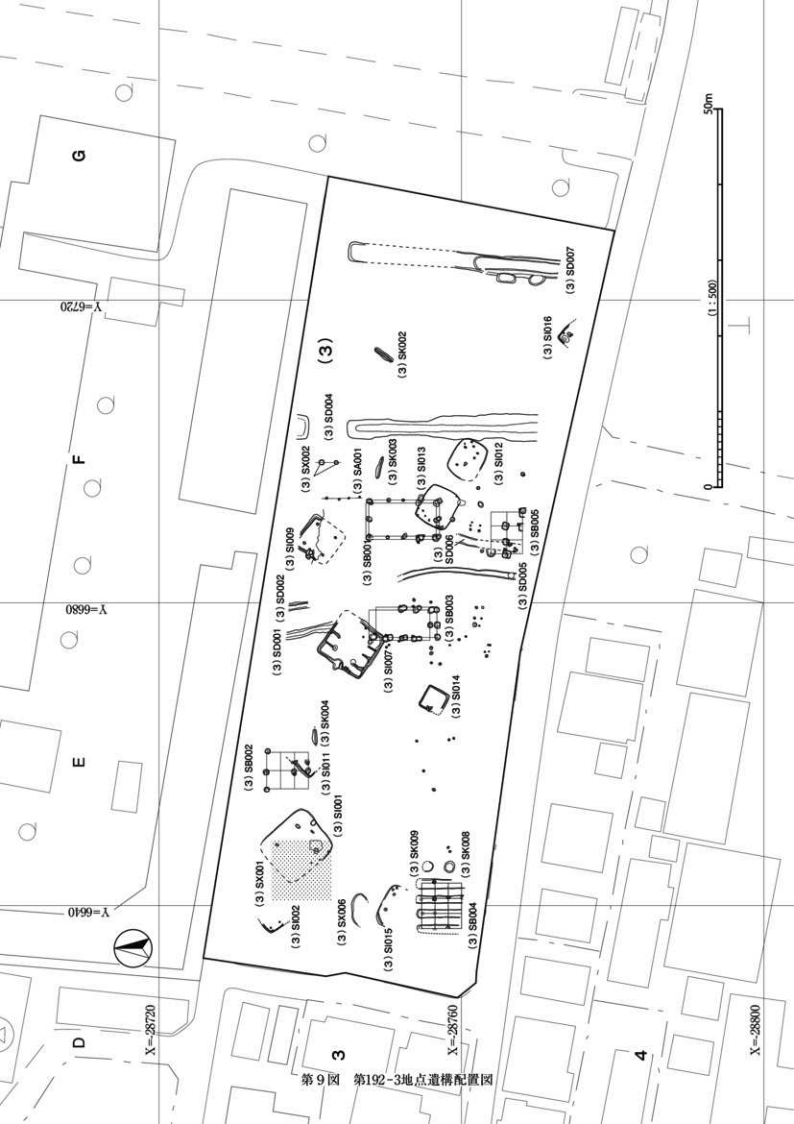 G
F
E
D
3
4
Y=-6720
Y=-6680
Y=-6640
X=-28720
X=-28760
X=-28800
50m
(1:500)
0
(3)
(3) SD007
(3) SI016
(3) SK002
(3) SD004
(3) SX002
(3) SA001
(3) SK003
(3) SI013
(3) SI012
(3) SI009
(3) SB001
(3) SD006
(3) SB005
(3) SD005
(3) SD002
(3) SD001
(3) SB003
(3) SI007
(3) SI014
(3) SK004
(3) SB002
(3) SI011
(3) SI001
(3) SX001
(3) SI002
(3) SX006
(3) SI015
(3) SK009
(3) SK008
(3) SB004
第9図 第192-3地点遺構配置図